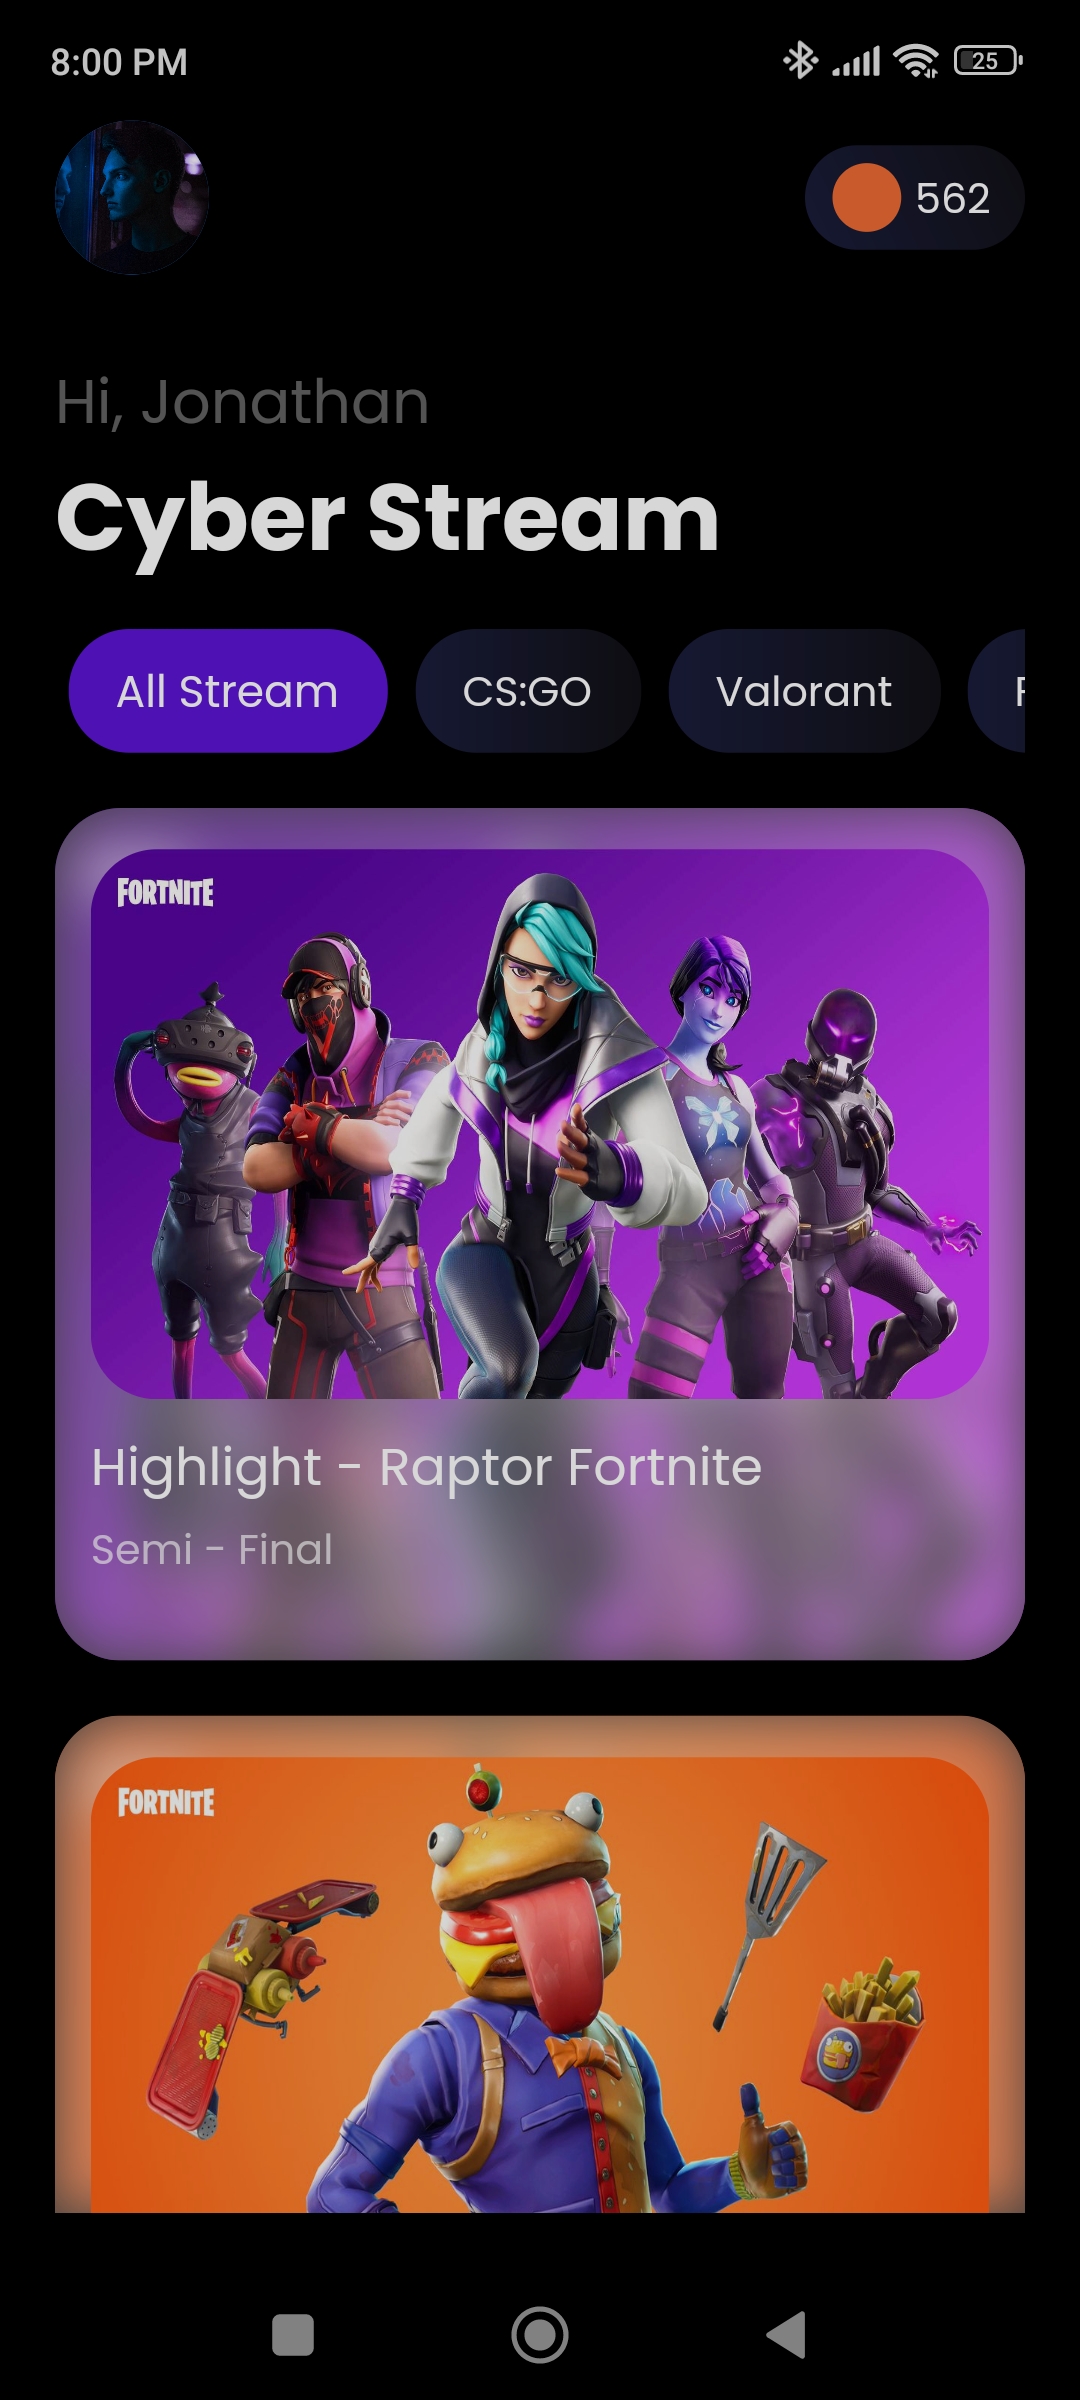 8:00 PM
25
562
Hi, Jonathan
Cyber Stream
All Stream
CS:GO
Valorant
FORTNITE
Highlight - Raptor Fortnite
Semi - Final
FORTNITE